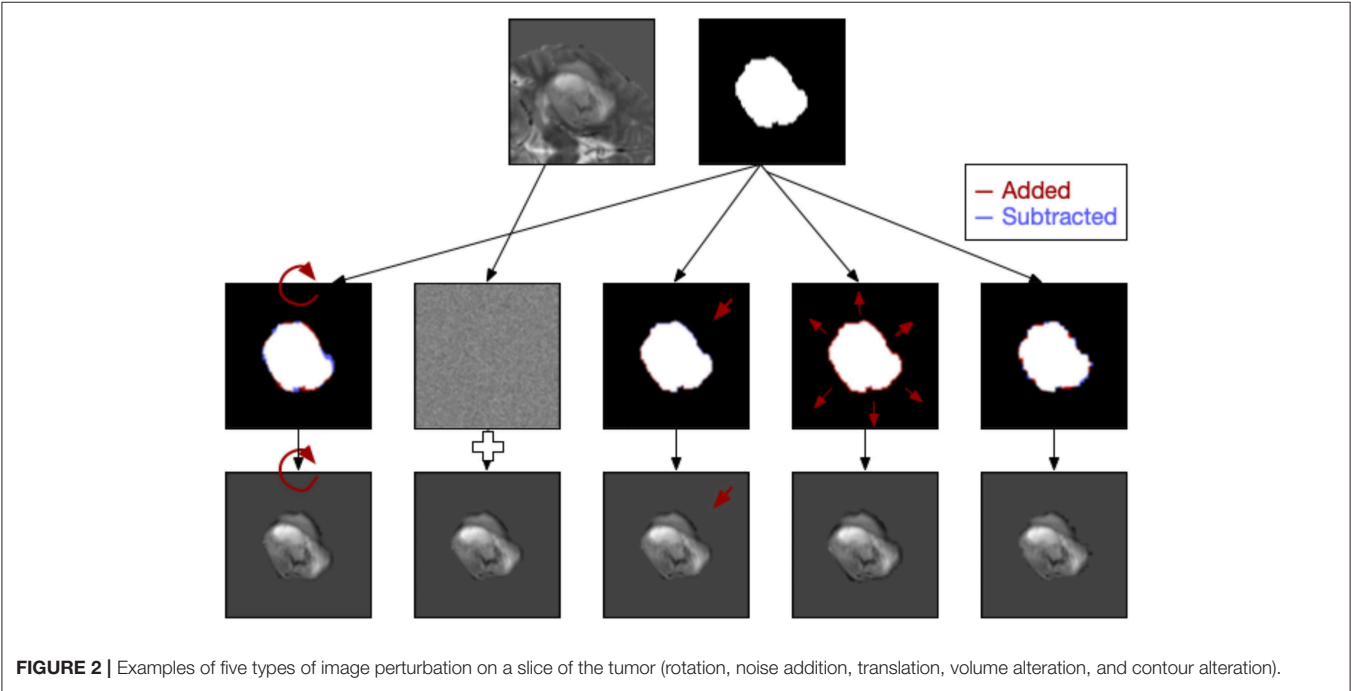 — Added
— Subtracted
FIGURE 2 | Examples of five types of image perturbation on a slice of the tumor (rotation, noise addition, translation, volume alteration, and contour alteration).